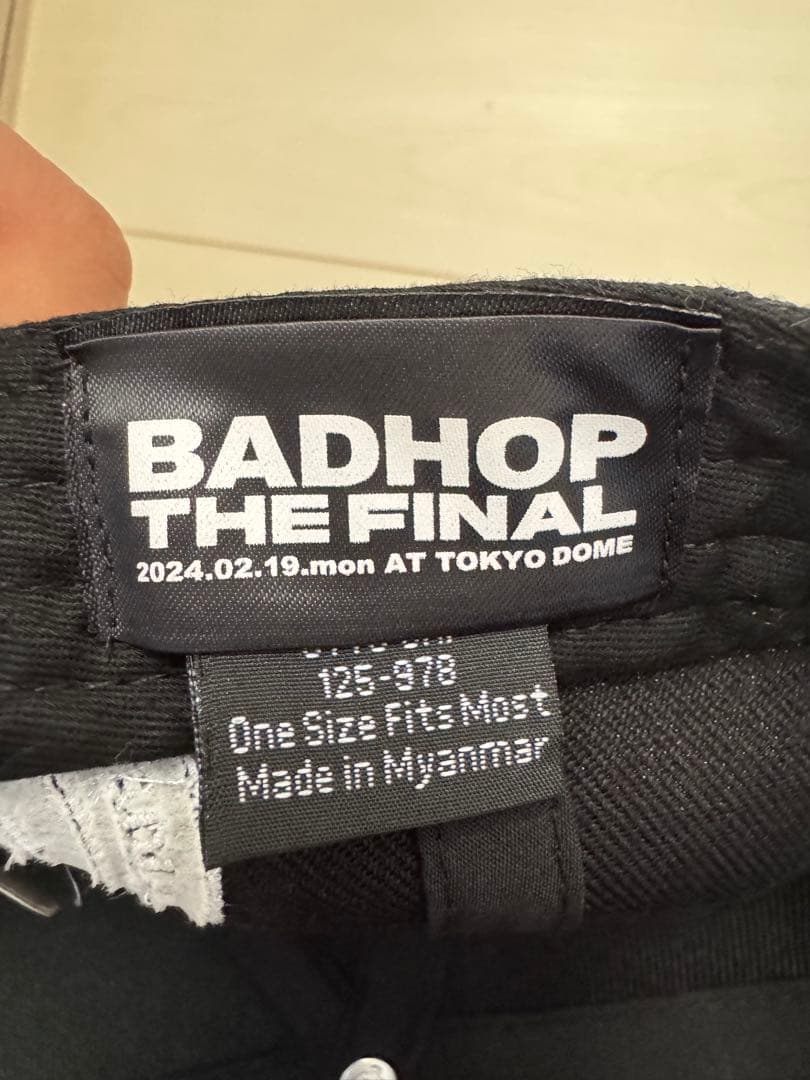 BADHOP
THE FINAL
2024.02.19.mon AT TOKYO DOME
125-978
One Size Fits Most
Made in Myanmar